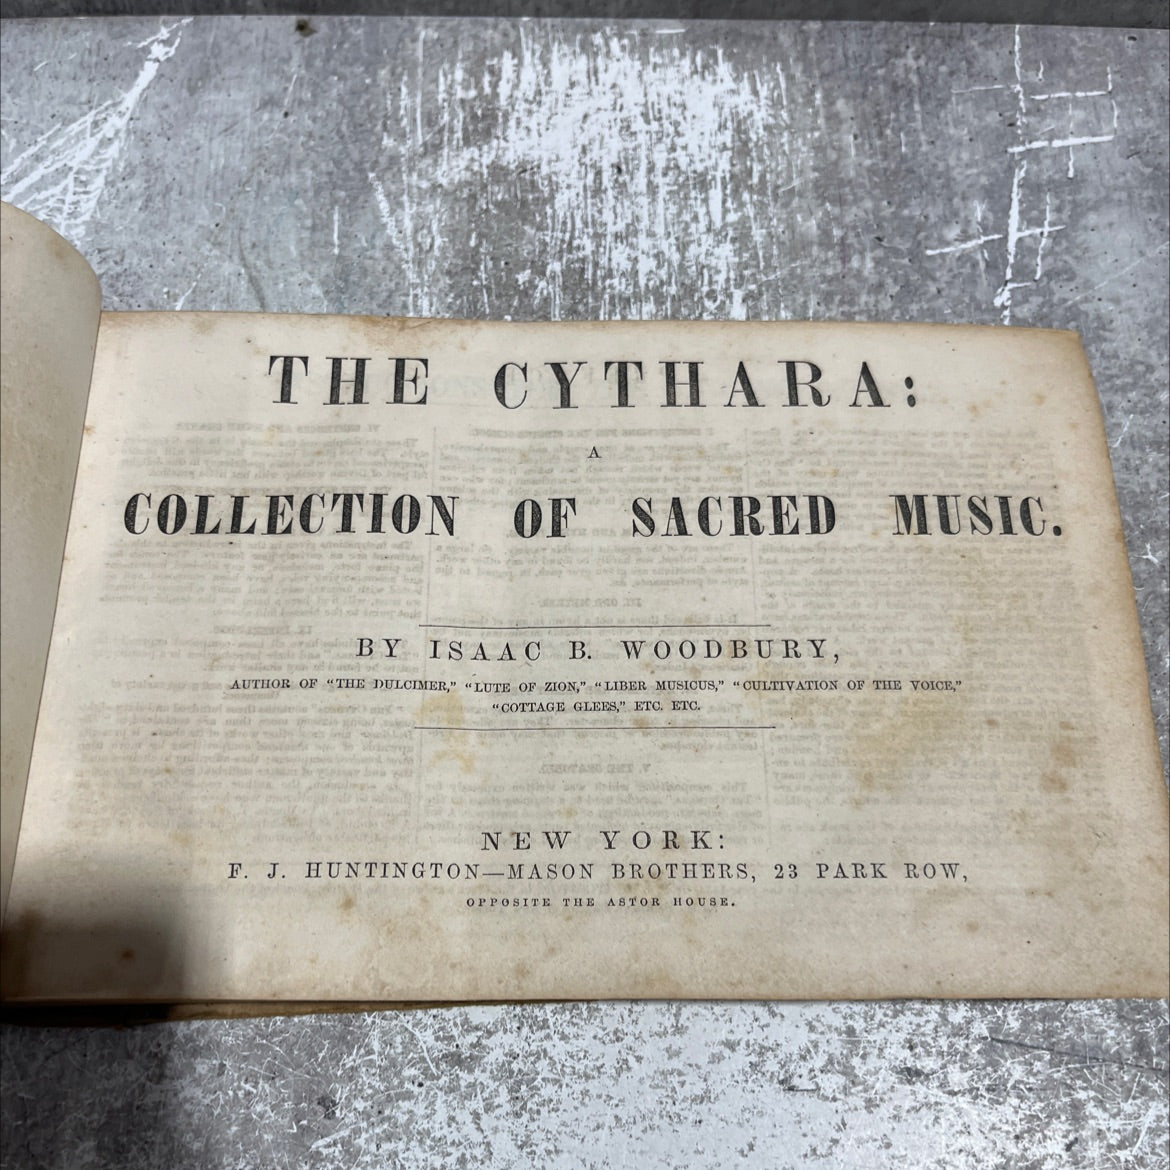 THE CYTHARA:
A
COLLECTION OF SACRED MUSIC.
BY ISAAC B. WOODBURY,
AUTHOR OF "THE DULCIMER," "LUTE OF ZION," "LIBER MUSICUS," "CULTIVATION OF THE VOICE,"
"COTTAGE GLEES," ETC. ETC.
NEW YORK:
F. J. HUNTINGTON—MASON BROTHERS, 23 PARK ROW,
OPPOSITE THE ASTOR HOUSE.